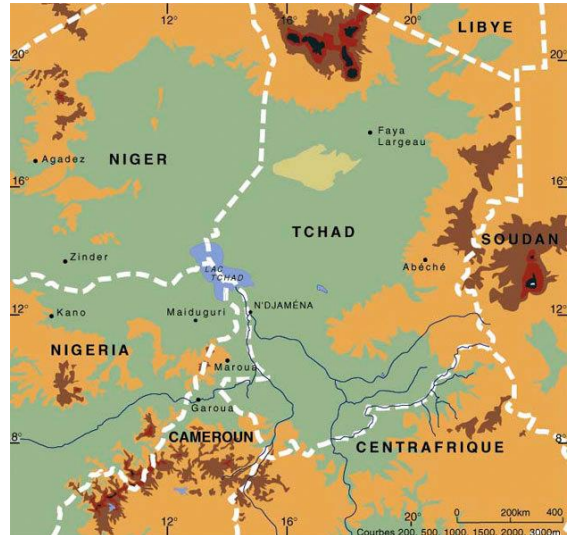 12°
16°
20°
LIBYE
20°
20°
Faya
Largeau
Agadez
NIGER
16°
16°
TCHAD
SOUDAN
Zinder
LAC
TCHAD
Abéché
12°
Kano
Maiduguri
N'DJAMÉNA
12°
NIGERIA
Maroua
Garoua
8°
CAMEROUN
CENTRAFRIQUE
8°
12°
16°
20°
0 200km 400
Courbes 200, 500 1000, 1500 2000, 3000m